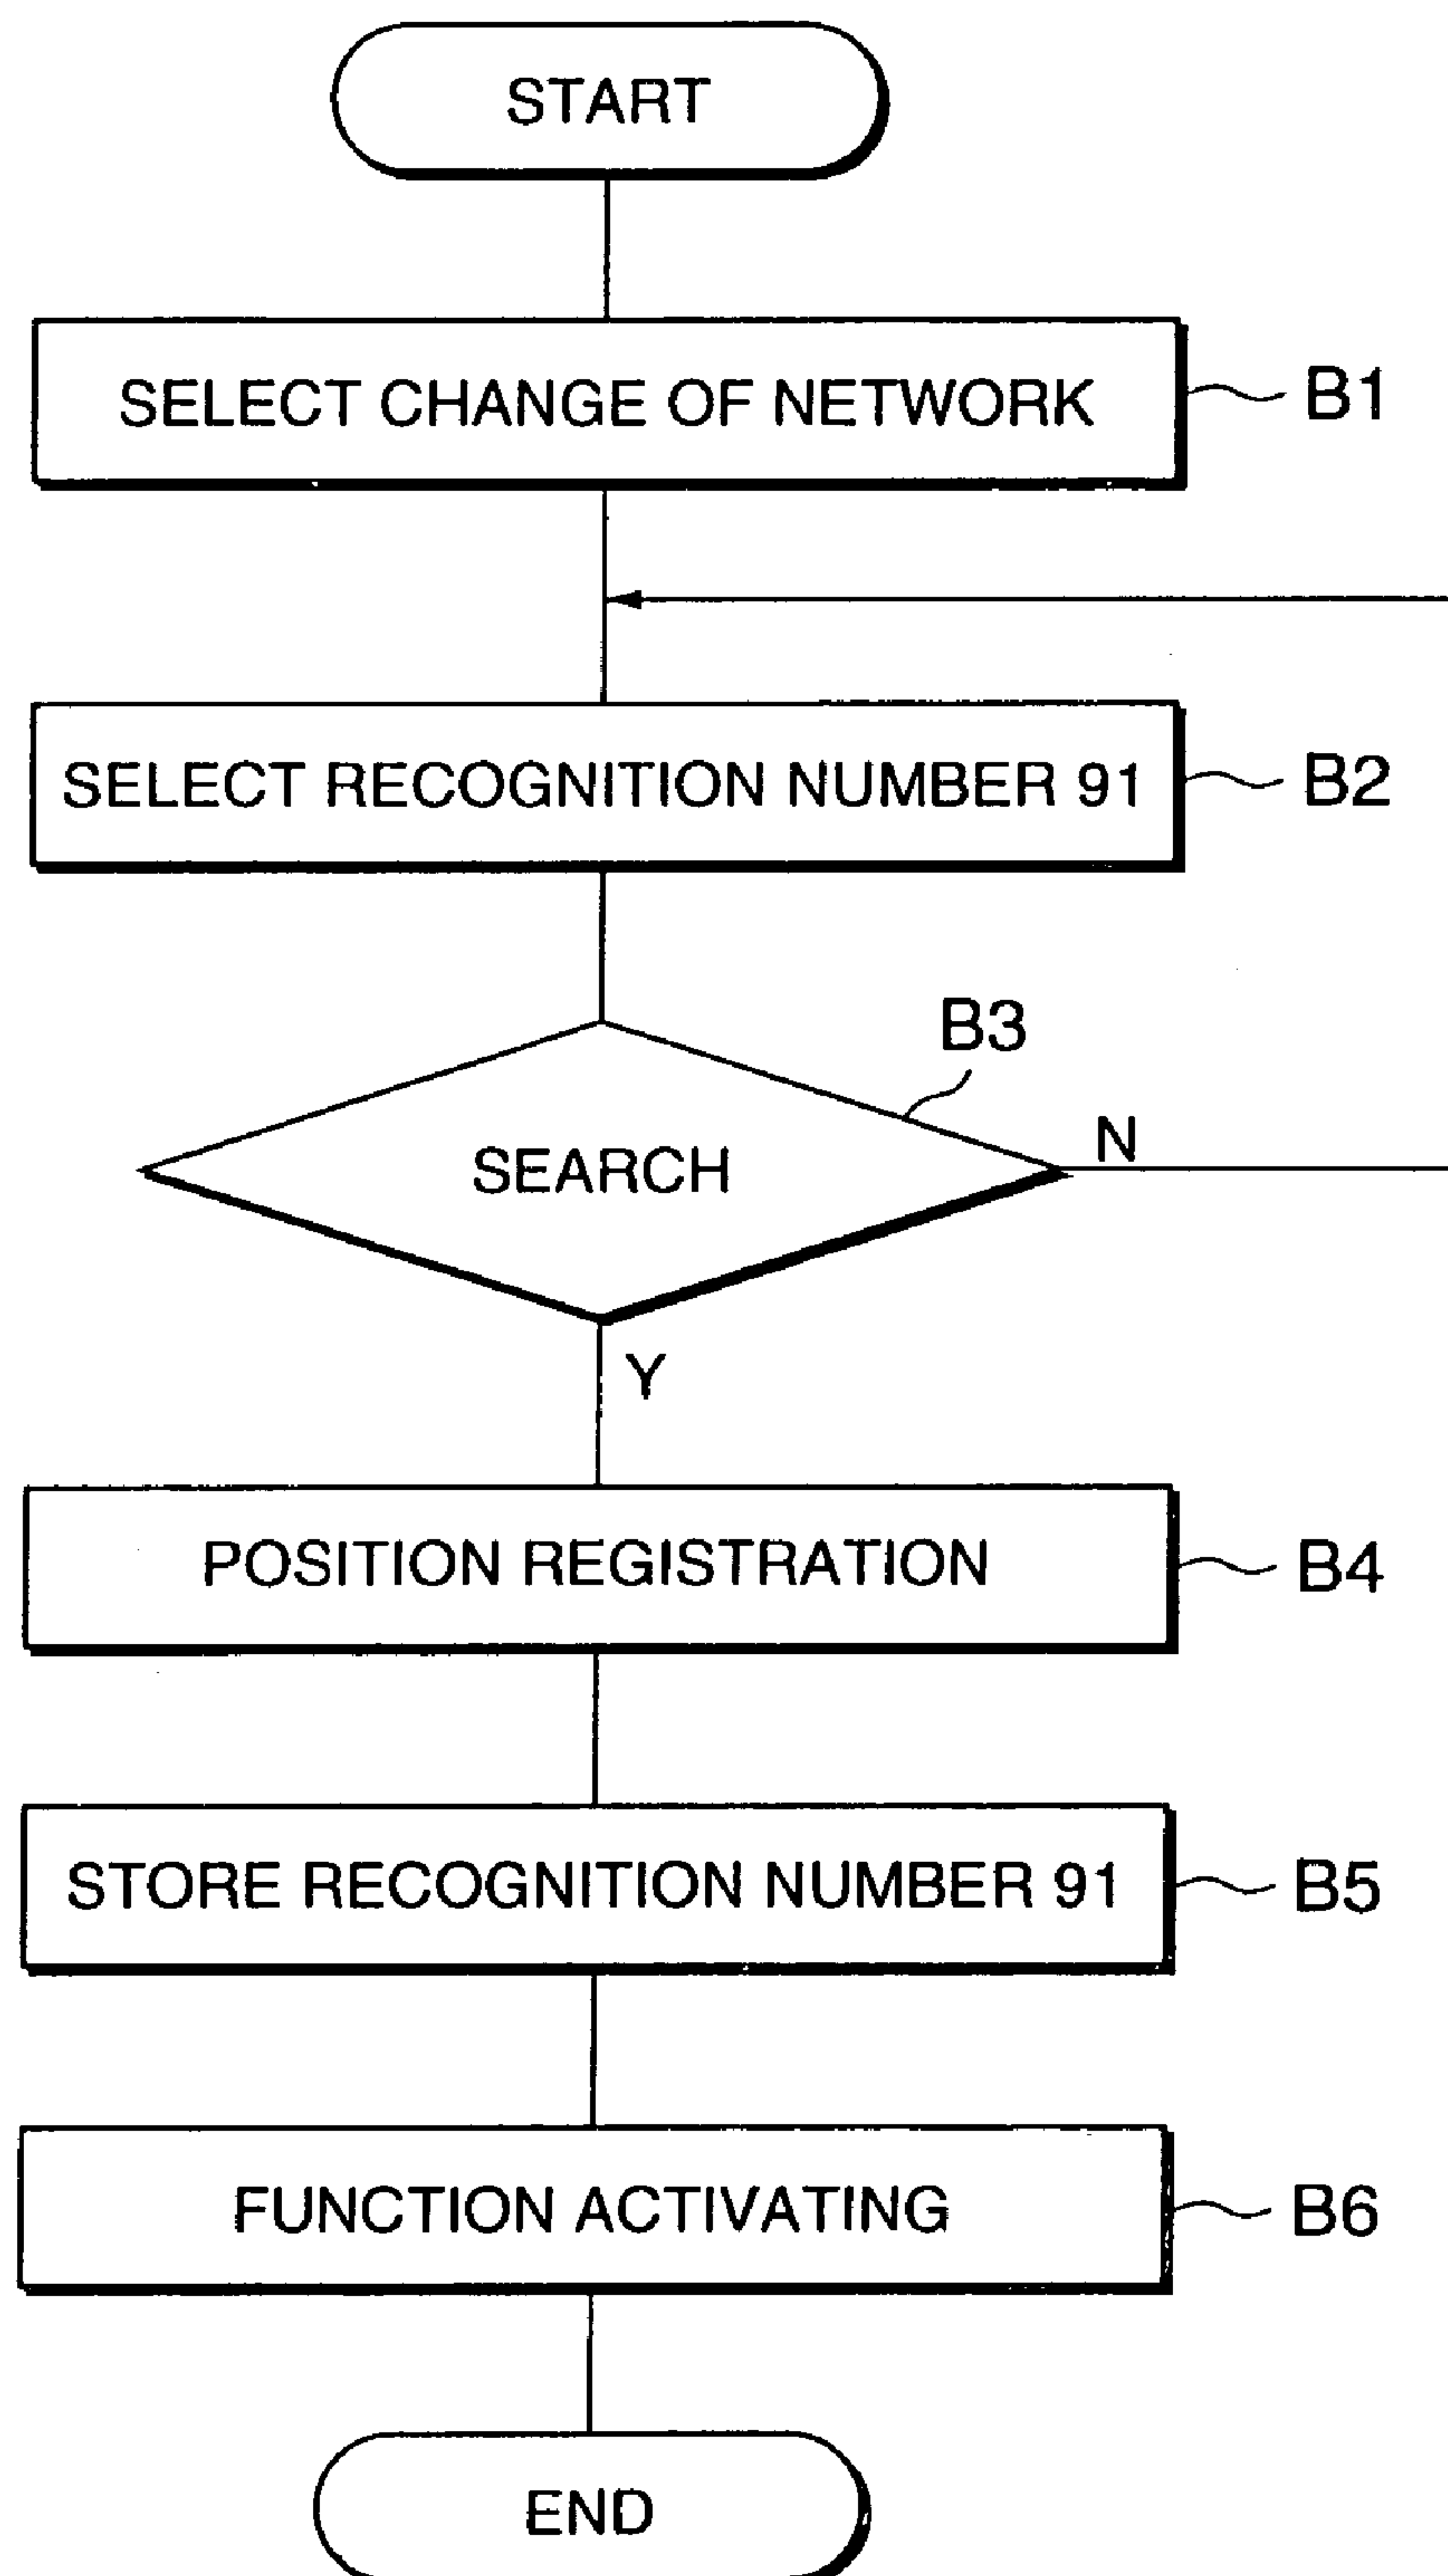 START
SELECT CHANGE OF NETWORK
B1
SELECT RECOGNITION NUMBER 91
B2
B3
SEARCH
N
Y
POSITION REGISTRATION
B4
STORE RECOGNITION NUMBER 91
B5
FUNCTION ACTIVATING
B6
END